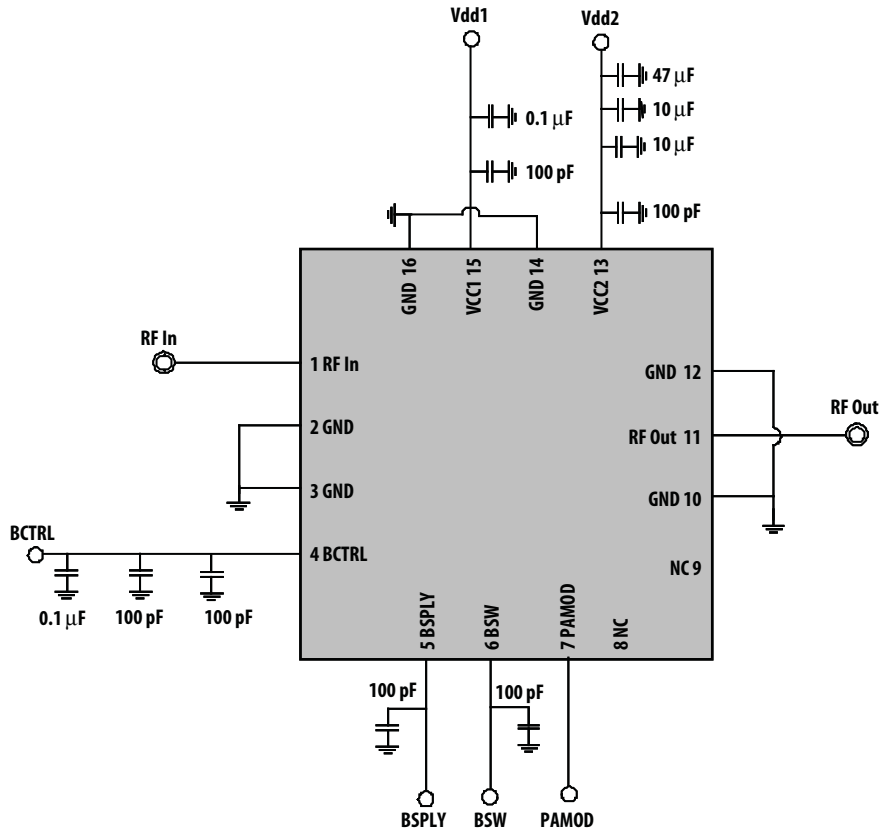 Vdd1
Vdd2
47 μF
10 μF
0.1 μF
10 μF
100 pF
100 pF
GND 16
VCC1 15
GND 14
VCC2 13
RF In
1 RF In
GND 12
RF Out
2 GND
RF Out 11
3 GND
GND 10
BCTRL
4 BCTRL
NC 9
0.1 μF
100 pF
100 pF
5 BSPLY
6 BSW
7 PAMOD
8 NC
100 pF
100 pF
BSPLY
BSW
PAMOD